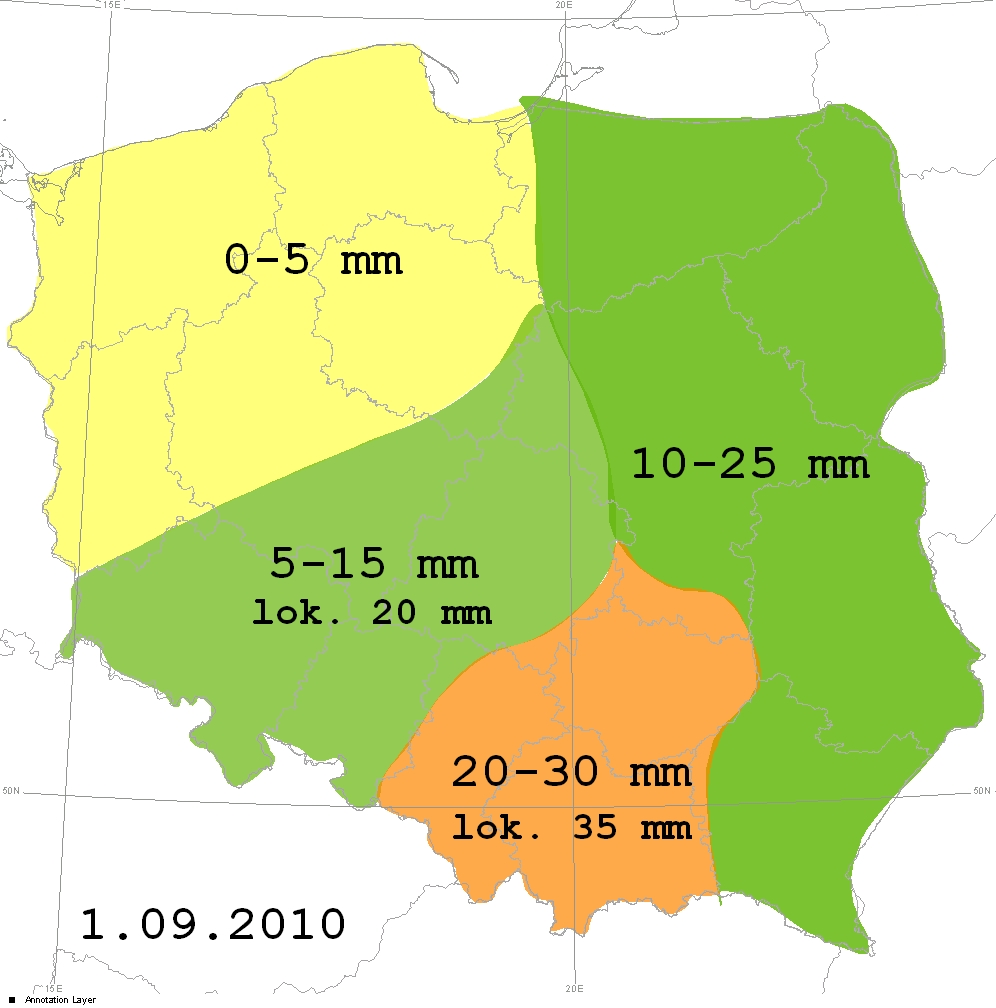 15E
20E
0-5 mm
10-25 mm
5-15 mm
lok. 20 mm
20-30 mm
50N
50N
lok. 35 mm
1.09.2010
15E
20E
Annotation Layer